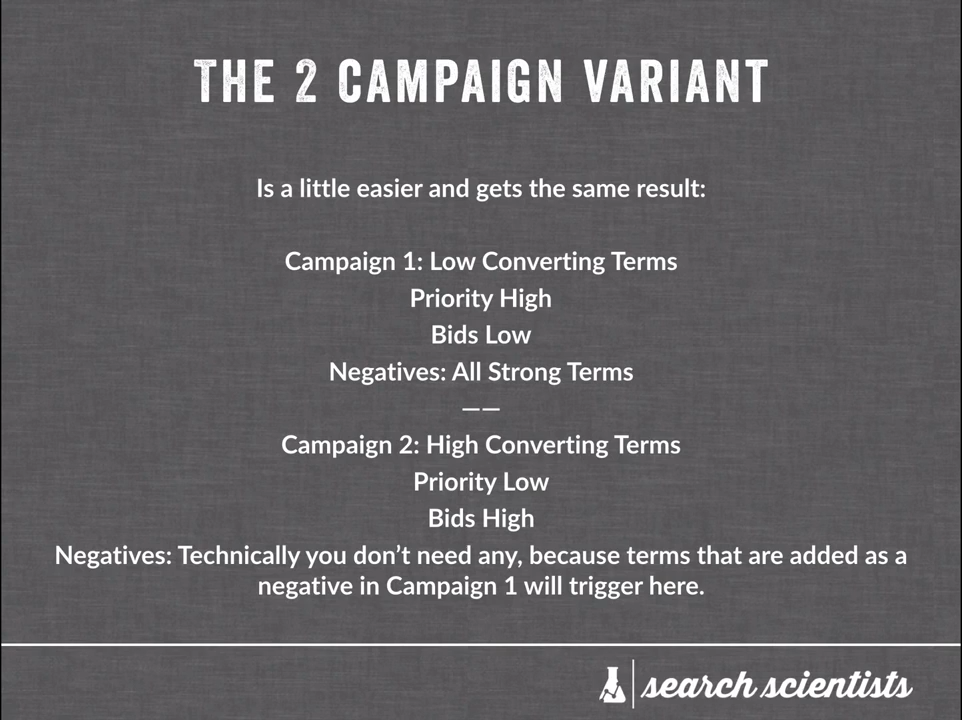 THE 2 CAMPAIGN VARIANT
Is a little easier and gets the same result:
Campaign 1: Low Converting Terms
Priority High
Bids Low
Negatives: All Strong Terms
——
Campaign 2: High Converting Terms
Priority Low
Bids High
Negatives: Technically you don’t need any, because terms that are added as a
negative in Campaign 1 will trigger here.
search scientists